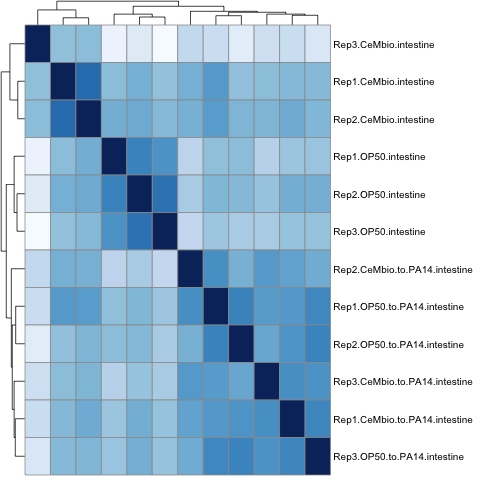 Rep3.CeMbio.intestine
Rep1.CeMbio.intestine
Rep2.CeMbio.intestine
Rep1.OP50.intestine
Rep2.OP50.intestine
Rep3.OP50.intestine
Rep2.CeMbio.to.PA14.intestine
Rep1.OP50.to.PA14.intestine
Rep2.OP50.to.PA14.intestine
Rep3.CeMbio.to.PA14.intestine
Rep1.CeMbio.to.PA14.intestine
Rep3.OP50.to.PA14.intestine